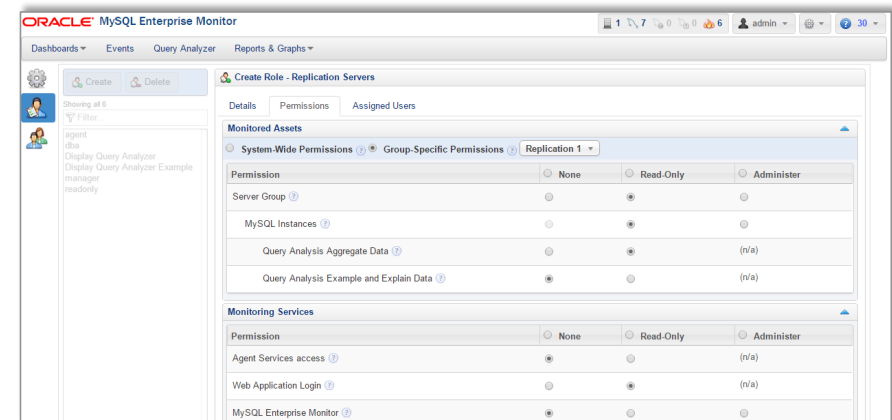 ORACLE MySQL Enterprise Monitor
1 7 0 0 6 admin 30
Dashboards Events Query Analyzer Reports & Graphs
Create Delete
Showing all 6
Filter...
agent
dba
Display Query Analyzer
Display Query Analyzer Example
manager
readonly
Create Role - Replication Servers
Details Permissions Assigned Users
Monitored Assets
System-Wide Permissions ? Group-Specific Permissions ? Replication 1
Permission None Read-Only Administer
Server Group ?
MySQL Instances ?
Query Analysis Aggregate Data ? (n/a)
Query Analysis Example and Explain Data ? (n/a)
Monitoring Services
Permission None Read-Only Administer
Agent Services access ? (n/a)
Web Application Login ? (n/a)
MySQL Enterprise Monitor ?